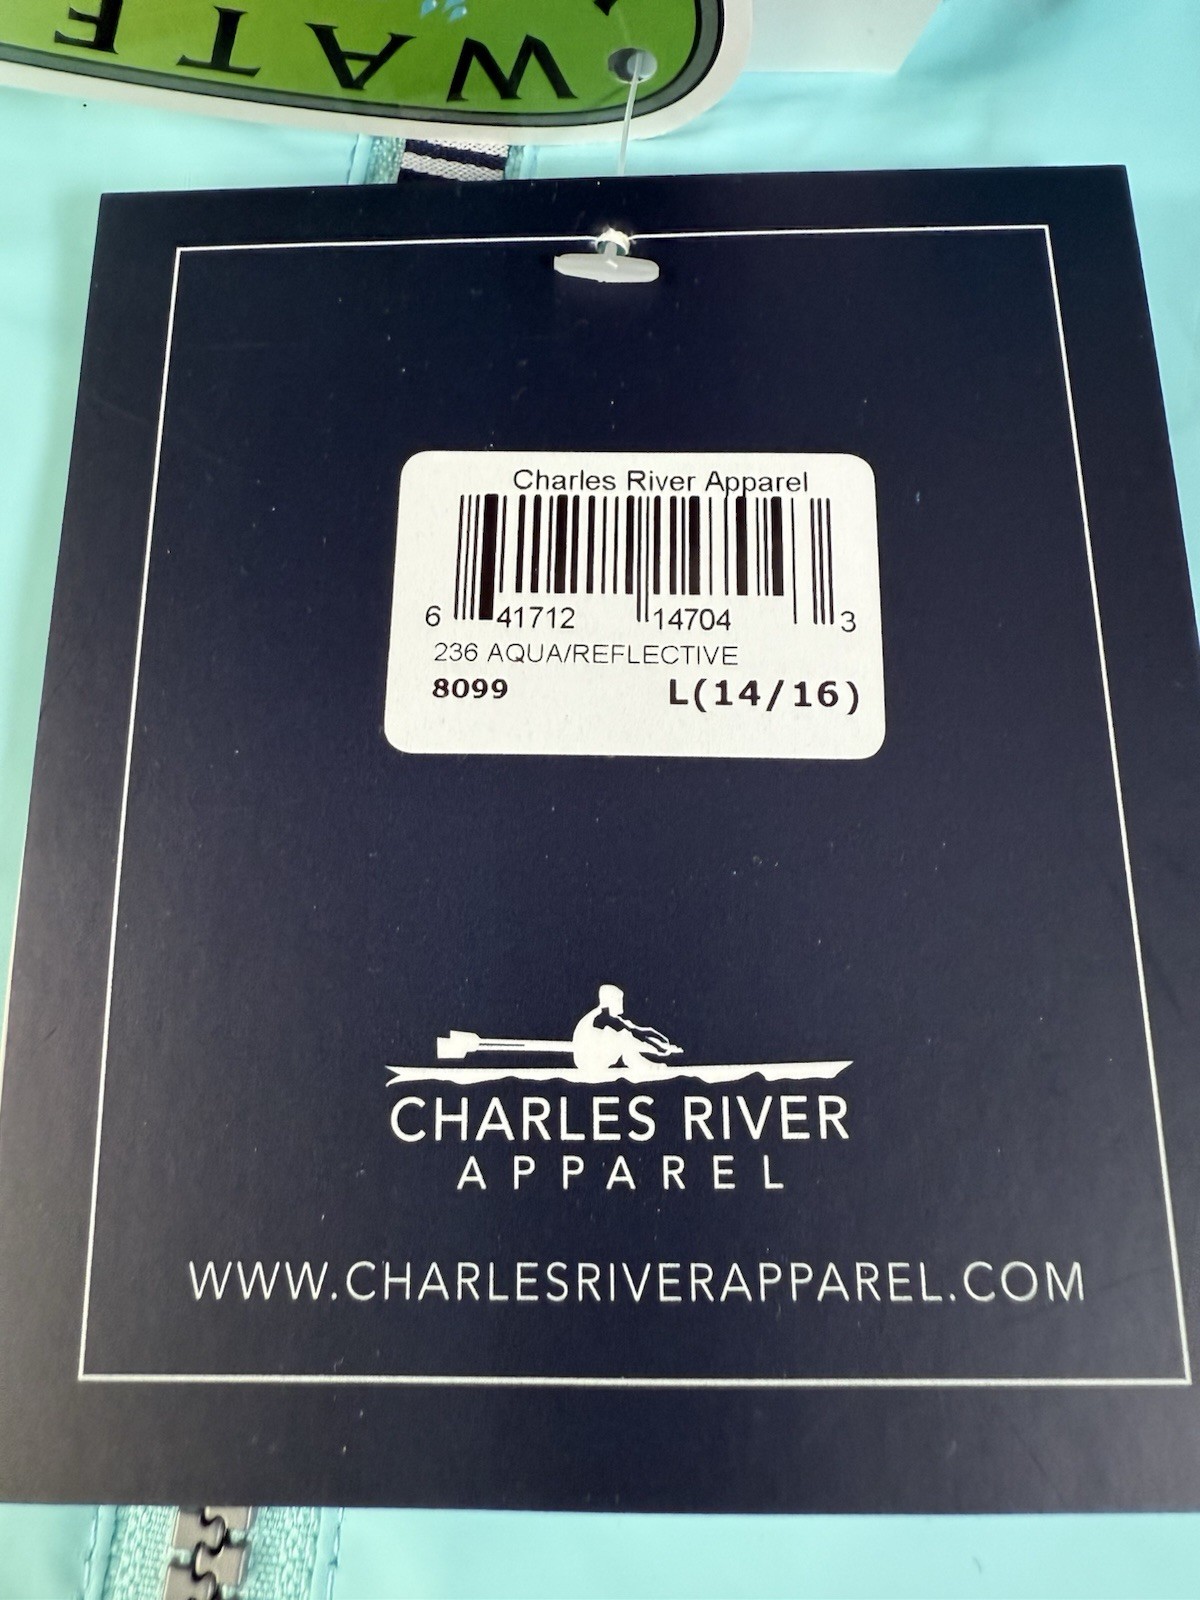 WATE
Charles River Apparel
6 41712 14704 3
236 AQUA/REFLECTIVE
8099 L(14/16)
CHARLES RIVER
APPAREL
WWW.CHARLESRIVERAPPAREL.COM